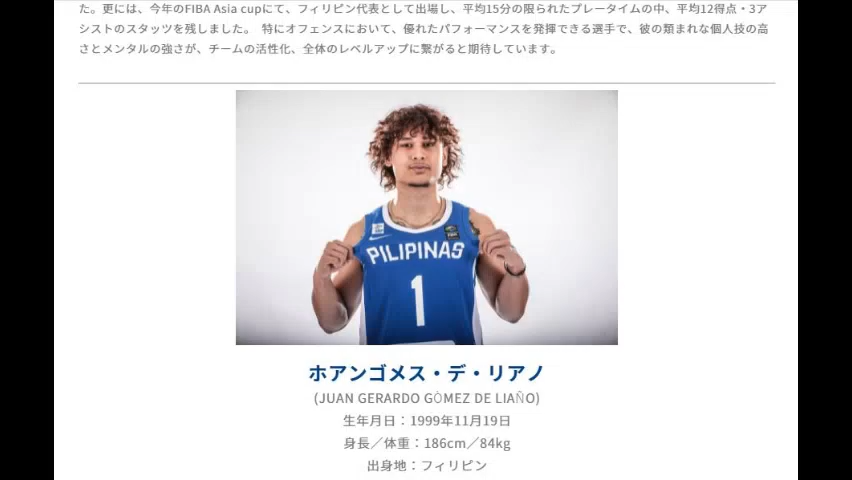 た。更には、今年のFIBA Asia cupにて、フィリピン代表として出場し、平均15分の限られたプレータイムの中、平均12得点・3ア
シストのスタッツを残しました。 特にオフェンスにおいて、優れたパフォーマンスを発揮できる選手で、彼の類まれな個人技の高
さとメンタルの強さが、チームの活性化、全体のレベルアップに繋がると期待しています。
PILIPINAS
1
ホアンゴメス・デ・リアノ
(JUAN GERARDO GÓMEZ DE LIAÑO)
生年月日：1999年11月19日
身長／体重：186cm／84kg
出身地：フィリピン